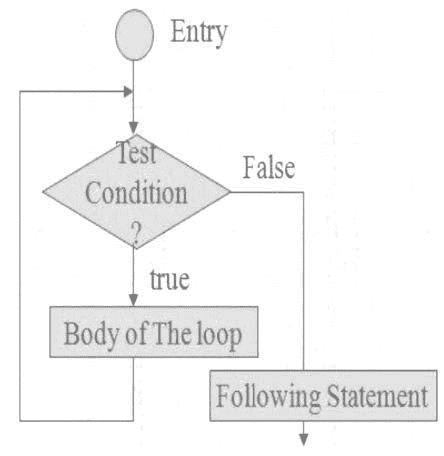 Entry
Test
Condition
?
False
true
Body of The loop
Following Statement